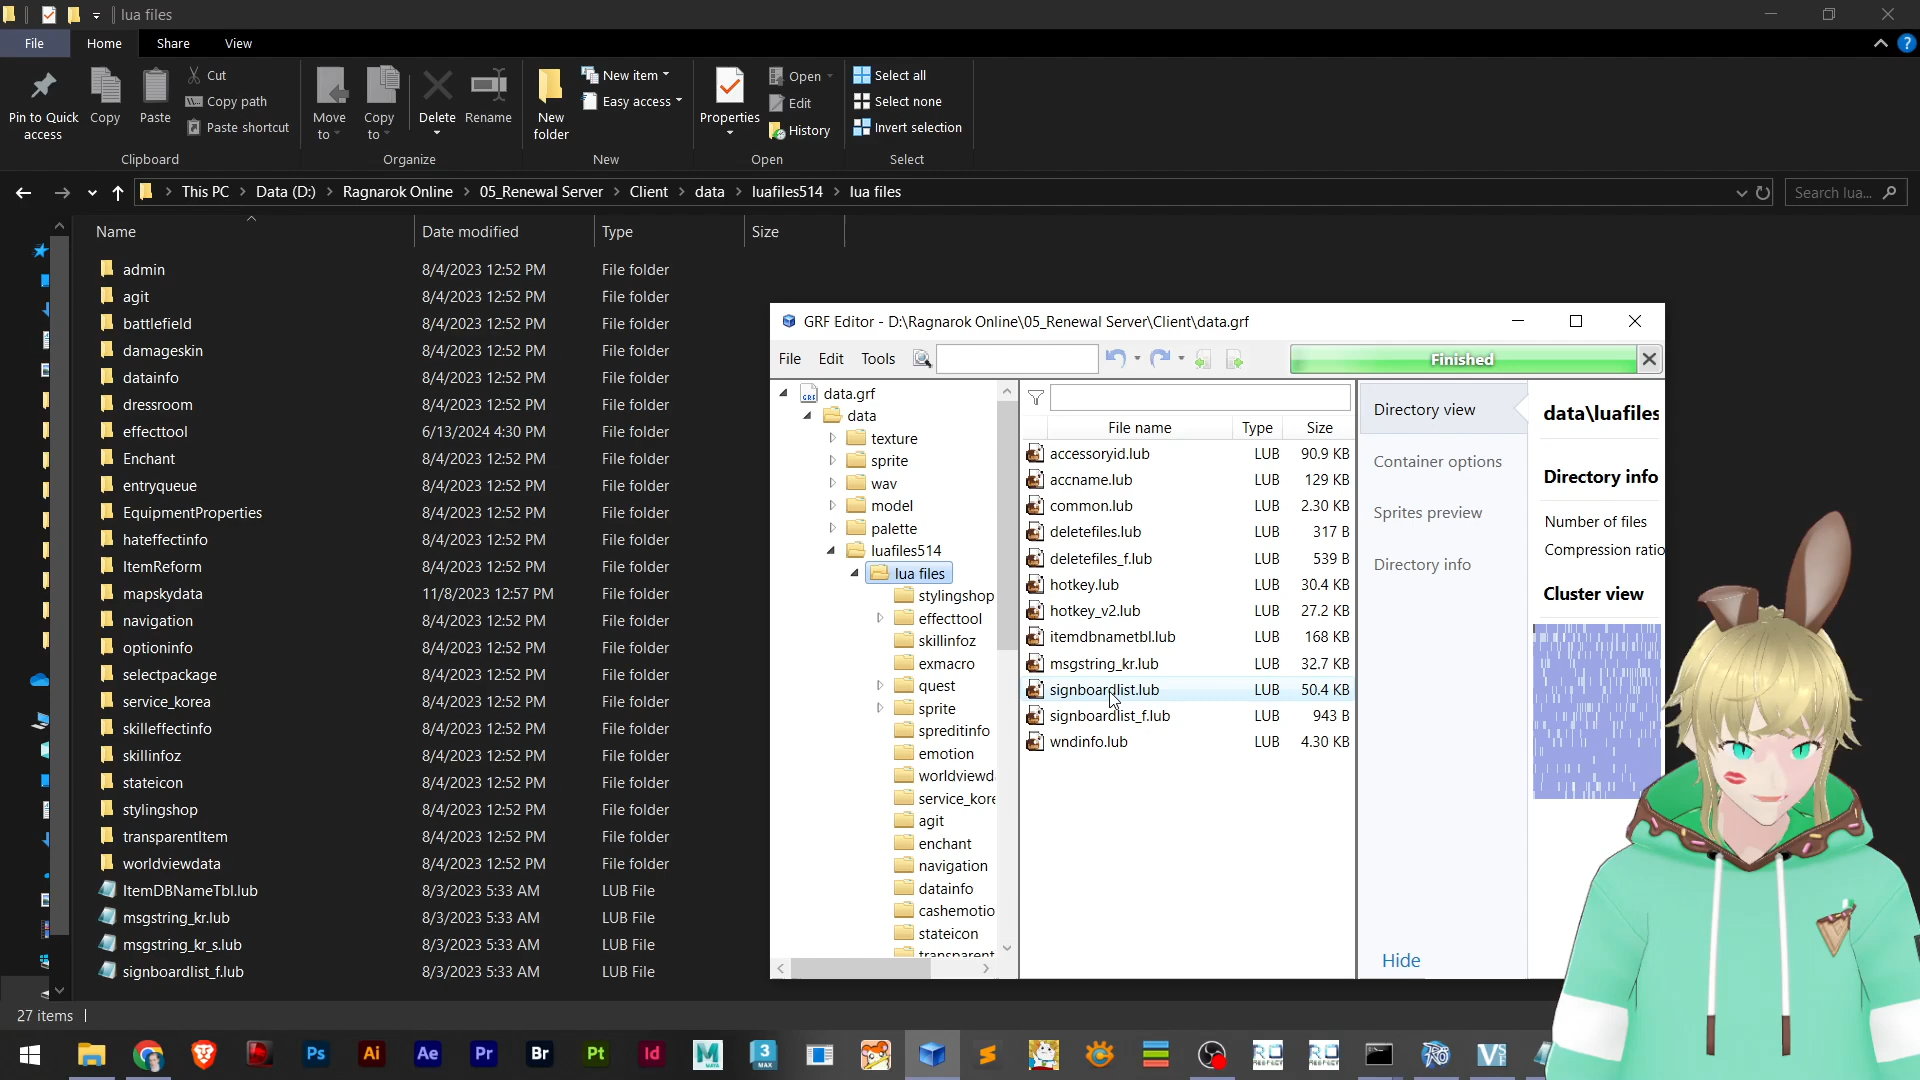 lua files
File Home Share View
Pin to Quick access
Copy
Paste
Cut
Copy path
Paste shortcut
Clipboard
Move to
Copy to
Delete
Rename
Organize
New folder
New item
Easy access
New
Properties
Open
Edit
History
Open
Select all
Select none
Invert selection
Select
This PC > Data (D:) > Ragnarok Online > 05_Renewal Server > Client > data > luafiles514 > lua files
Search lua...
Name Date modified Type Size
admin 8/4/2023 12:52 PM File folder
agit 8/4/2023 12:52 PM File folder
battlefield 8/4/2023 12:52 PM File folder
damageskin 8/4/2023 12:52 PM File folder
datainfo 8/4/2023 12:52 PM File folder
dressroom 8/4/2023 12:52 PM File folder
effecttool 6/13/2024 4:30 PM File folder
Enchant 8/4/2023 12:52 PM File folder
entryqueue 8/4/2023 12:52 PM File folder
EquipmentProperties 8/4/2023 12:52 PM File folder
hateffectinfo 8/4/2023 12:52 PM File folder
ItemReform 8/4/2023 12:52 PM File folder
mapskydata 11/8/2023 12:57 PM File folder
navigation 8/4/2023 12:52 PM File folder
optioninfo 8/4/2023 12:52 PM File folder
selectpackage 8/4/2023 12:52 PM File folder
service_korea 8/4/2023 12:52 PM File folder
skilleffectinfo 8/4/2023 12:52 PM File folder
skillinfoz 8/4/2023 12:52 PM File folder
stateicon 8/4/2023 12:52 PM File folder
stylingshop 8/4/2023 12:52 PM File folder
transparentItem 8/4/2023 12:52 PM File folder
worldviewdata 8/4/2023 12:52 PM File folder
ItemDBNameTbl.lub 8/3/2023 5:33 AM LUB File
msgstring_kr.lub 8/3/2023 5:33 AM LUB File
msgstring_kr_s.lub 8/3/2023 5:33 AM LUB File
signboardlist_f.lub 8/3/2023 5:33 AM LUB File
27 items
GRF Editor - D:\Ragnarok Online\05_Renewal Server\Client\data.grf
File Edit Tools
Finished
data.grf
data
texture
sprite
wav
model
palette
luafiles514
lua files
stylingshop
effecttool
skillinfoz
exmacro
quest
sprite
spreditinfo
emotion
worldviewd
service_kore
agit
enchant
navigation
datainfo
cashemotio
stateicon
transparent
File name Type Size
accessoryid.lub LUB 90.9 KB
accname.lub LUB 129 KB
common.lub LUB 2.30 KB
deletefiles.lub LUB 317 B
deletefiles_f.lub LUB 539 B
hotkey.lub LUB 30.4 KB
hotkey_v2.lub LUB 27.2 KB
itemdbnametbl.lub LUB 168 KB
msgstring_kr.lub LUB 32.7 KB
signboardlist.lub LUB 50.4 KB
signboardlist_f.lub LUB 943 B
wndinfo.lub LUB 4.30 KB
Directory view
Container options
Sprites preview
Directory info
Hide
data\luafiles
Directory info
Number of files
Compression ratio
Cluster view
Ps Ai Ae Pr Br Pt Id M 3